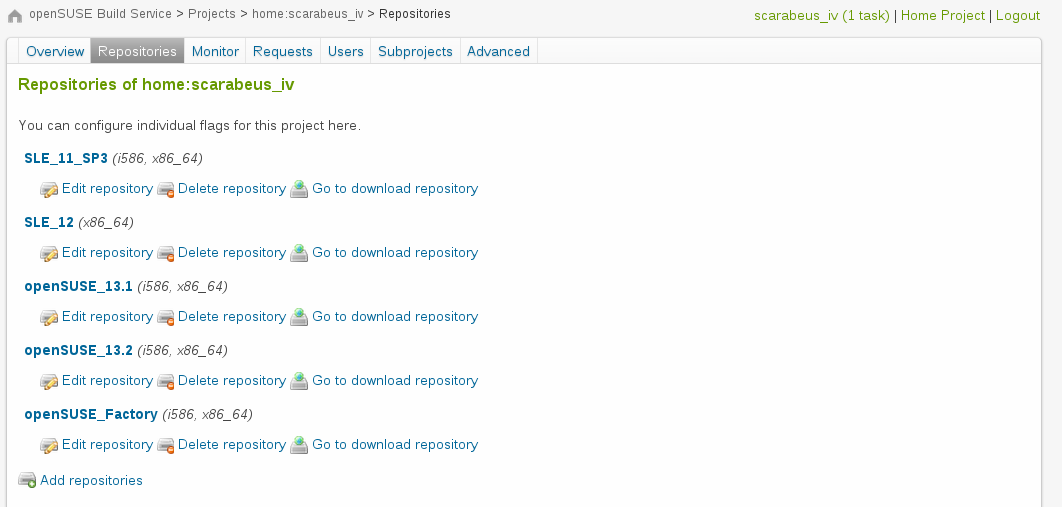 openSUSE Build Service > Projects > home:scarabeus_iv > Repositories
scarabeus_iv (1 task) | Home Project | Logout
Overview Repositories Monitor Requests Users Subprojects Advanced
Repositories of home:scarabeus_iv
You can configure individual flags for this project here.
SLE_11_SP3 (i586, x86_64)
Edit repository Delete repository Go to download repository
SLE_12 (x86_64)
Edit repository Delete repository Go to download repository
openSUSE_13.1 (i586, x86_64)
Edit repository Delete repository Go to download repository
openSUSE_13.2 (i586, x86_64)
Edit repository Delete repository Go to download repository
openSUSE_Factory (i586, x86_64)
Edit repository Delete repository Go to download repository
Add repositories